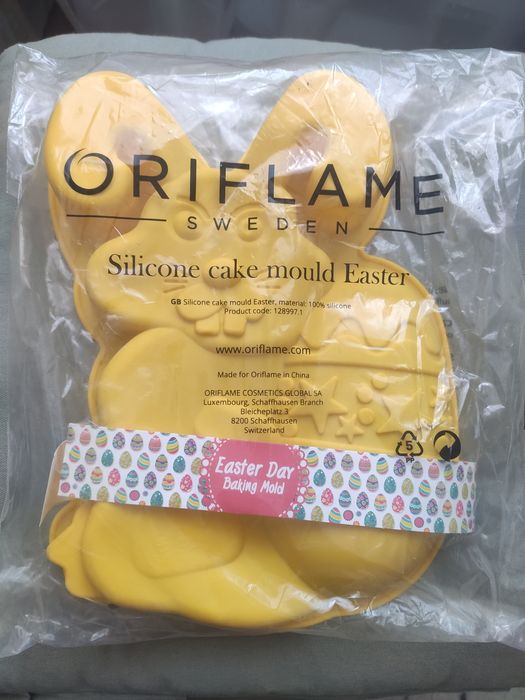 ORIFLAME
SWEDEN
Silicone cake mould Easter
GB Silicone cake mould Easter, material: 100% silicone
Product code: 128997.1
www.oriflame.com
Made for Oriflame in China
ORIFLAME COSMETICS GLOBAL SA
Luxembourg, Schaffhausen Branch
Bleicheplatz 3
8200 Schaffhausen
Switzerland
5
PP
Easter Day
Baking Mold